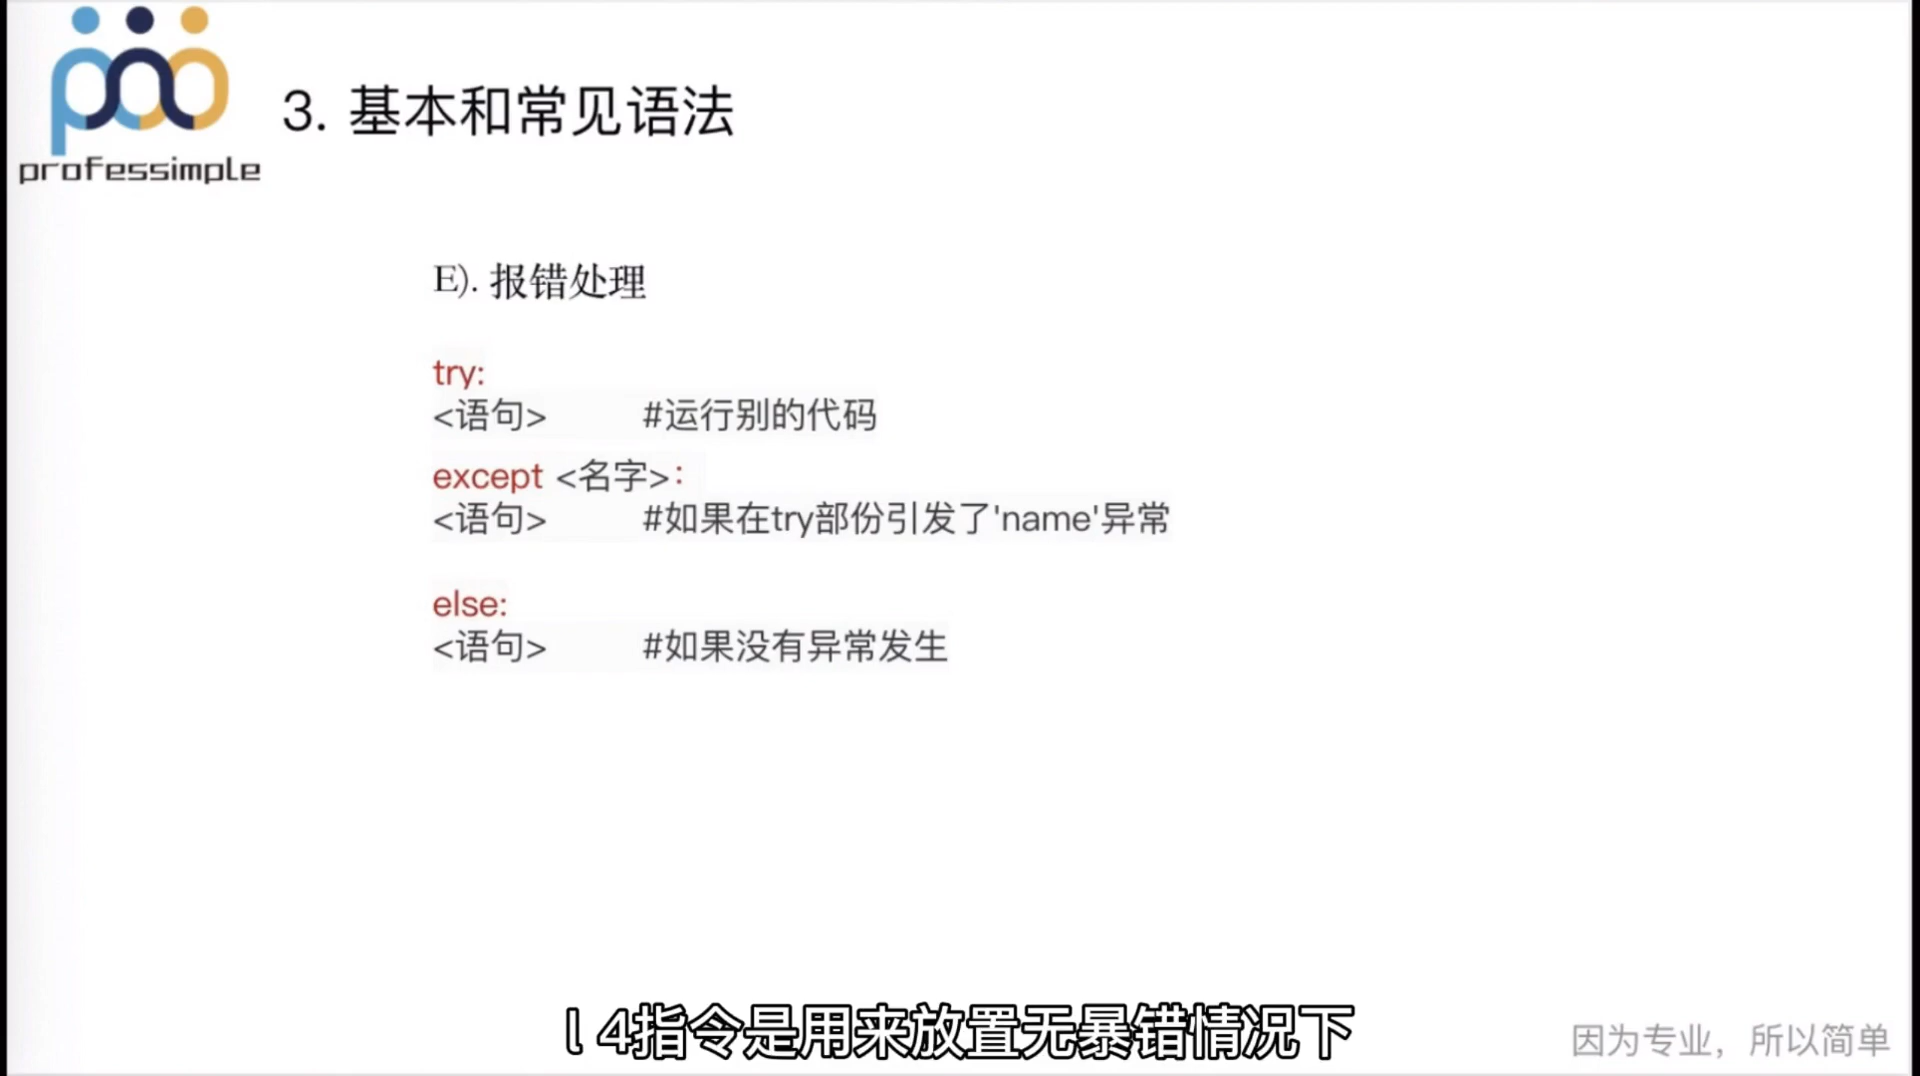 professimple
3. 基本和常见语法
E). 报错处理
try:
<语句> #运行别的代码
except <名字>:
<语句> #如果在try部份引发了'name'异常
else:
<语句> #如果没有异常发生
l 4指令是用来放置无暴错情况下
因为专业，所以简单